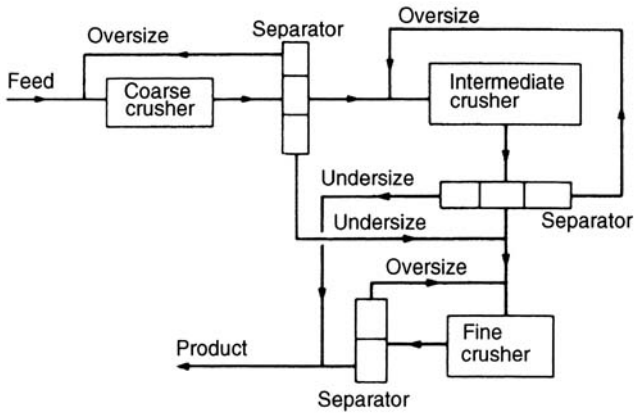 Oversize
Separator
Oversize
Feed
Coarse
crusher
Intermediate
crusher
Undersize
Undersize
Separator
Oversize
Fine
crusher
Product
Separator